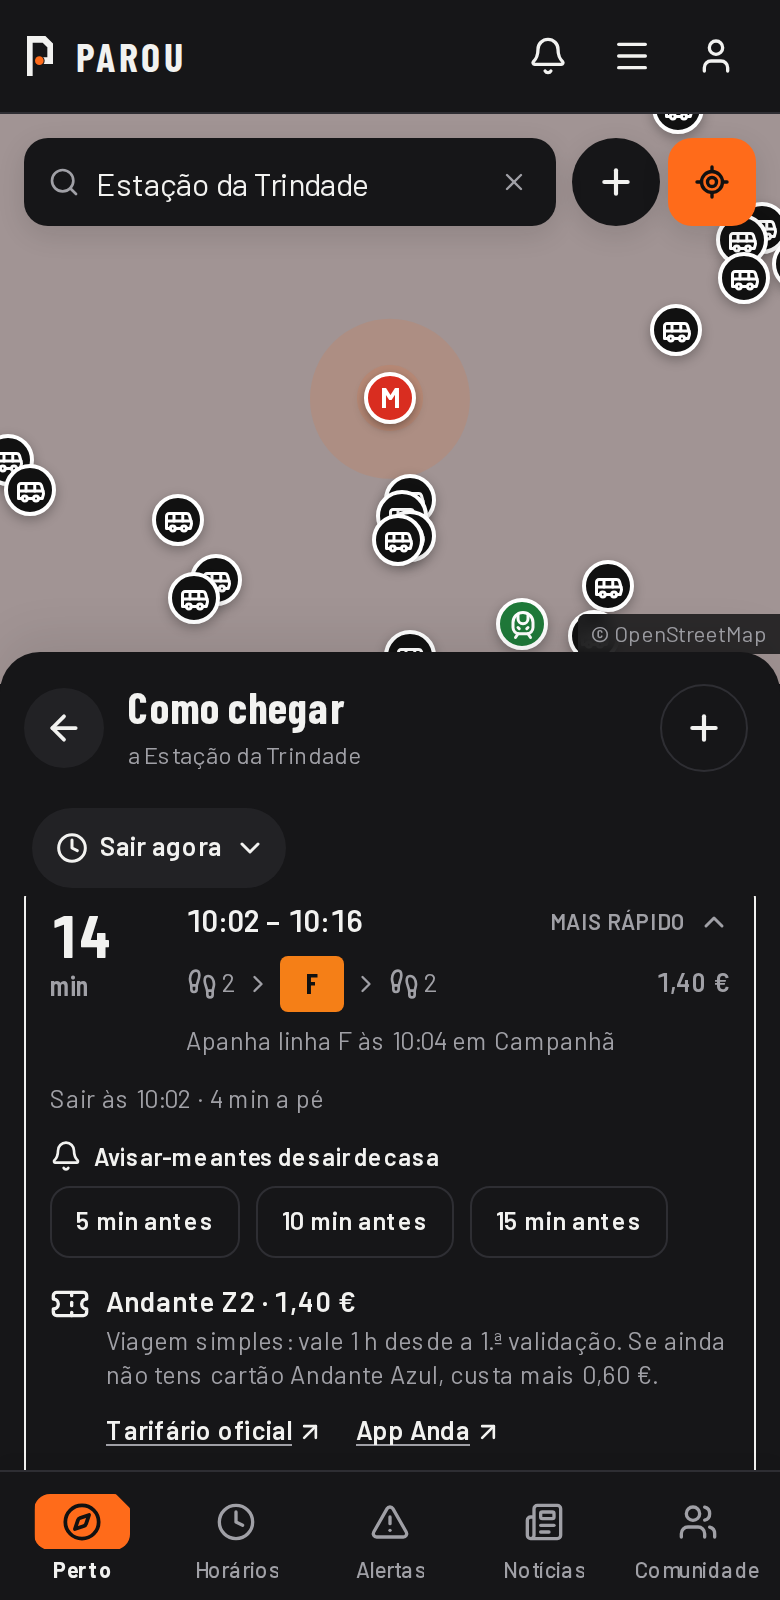 PAROU
Estação da Trindade
M
© OpenStreetMap
Como chegar
a Estação da Trindade
Sair agora
14 min
10:02 – 10:16
MAIS RÁPIDO
2 > F > 2
1,40 €
Apanha linha F às 10:04 em Campanhã
Sair às 10:02 · 4 min a pé
Avisar-me antes de sair de casa
5 min antes
10 min antes
15 min antes
Andante Z2 · 1,40 €
Viagem simples: vale 1 h desde a 1.ª validação. Se ainda
não tens cartão Andante Azul, custa mais 0,60 €.
Tarifário oficial
App Anda
Perto
Horários
Alertas
Notícias
Comunidade